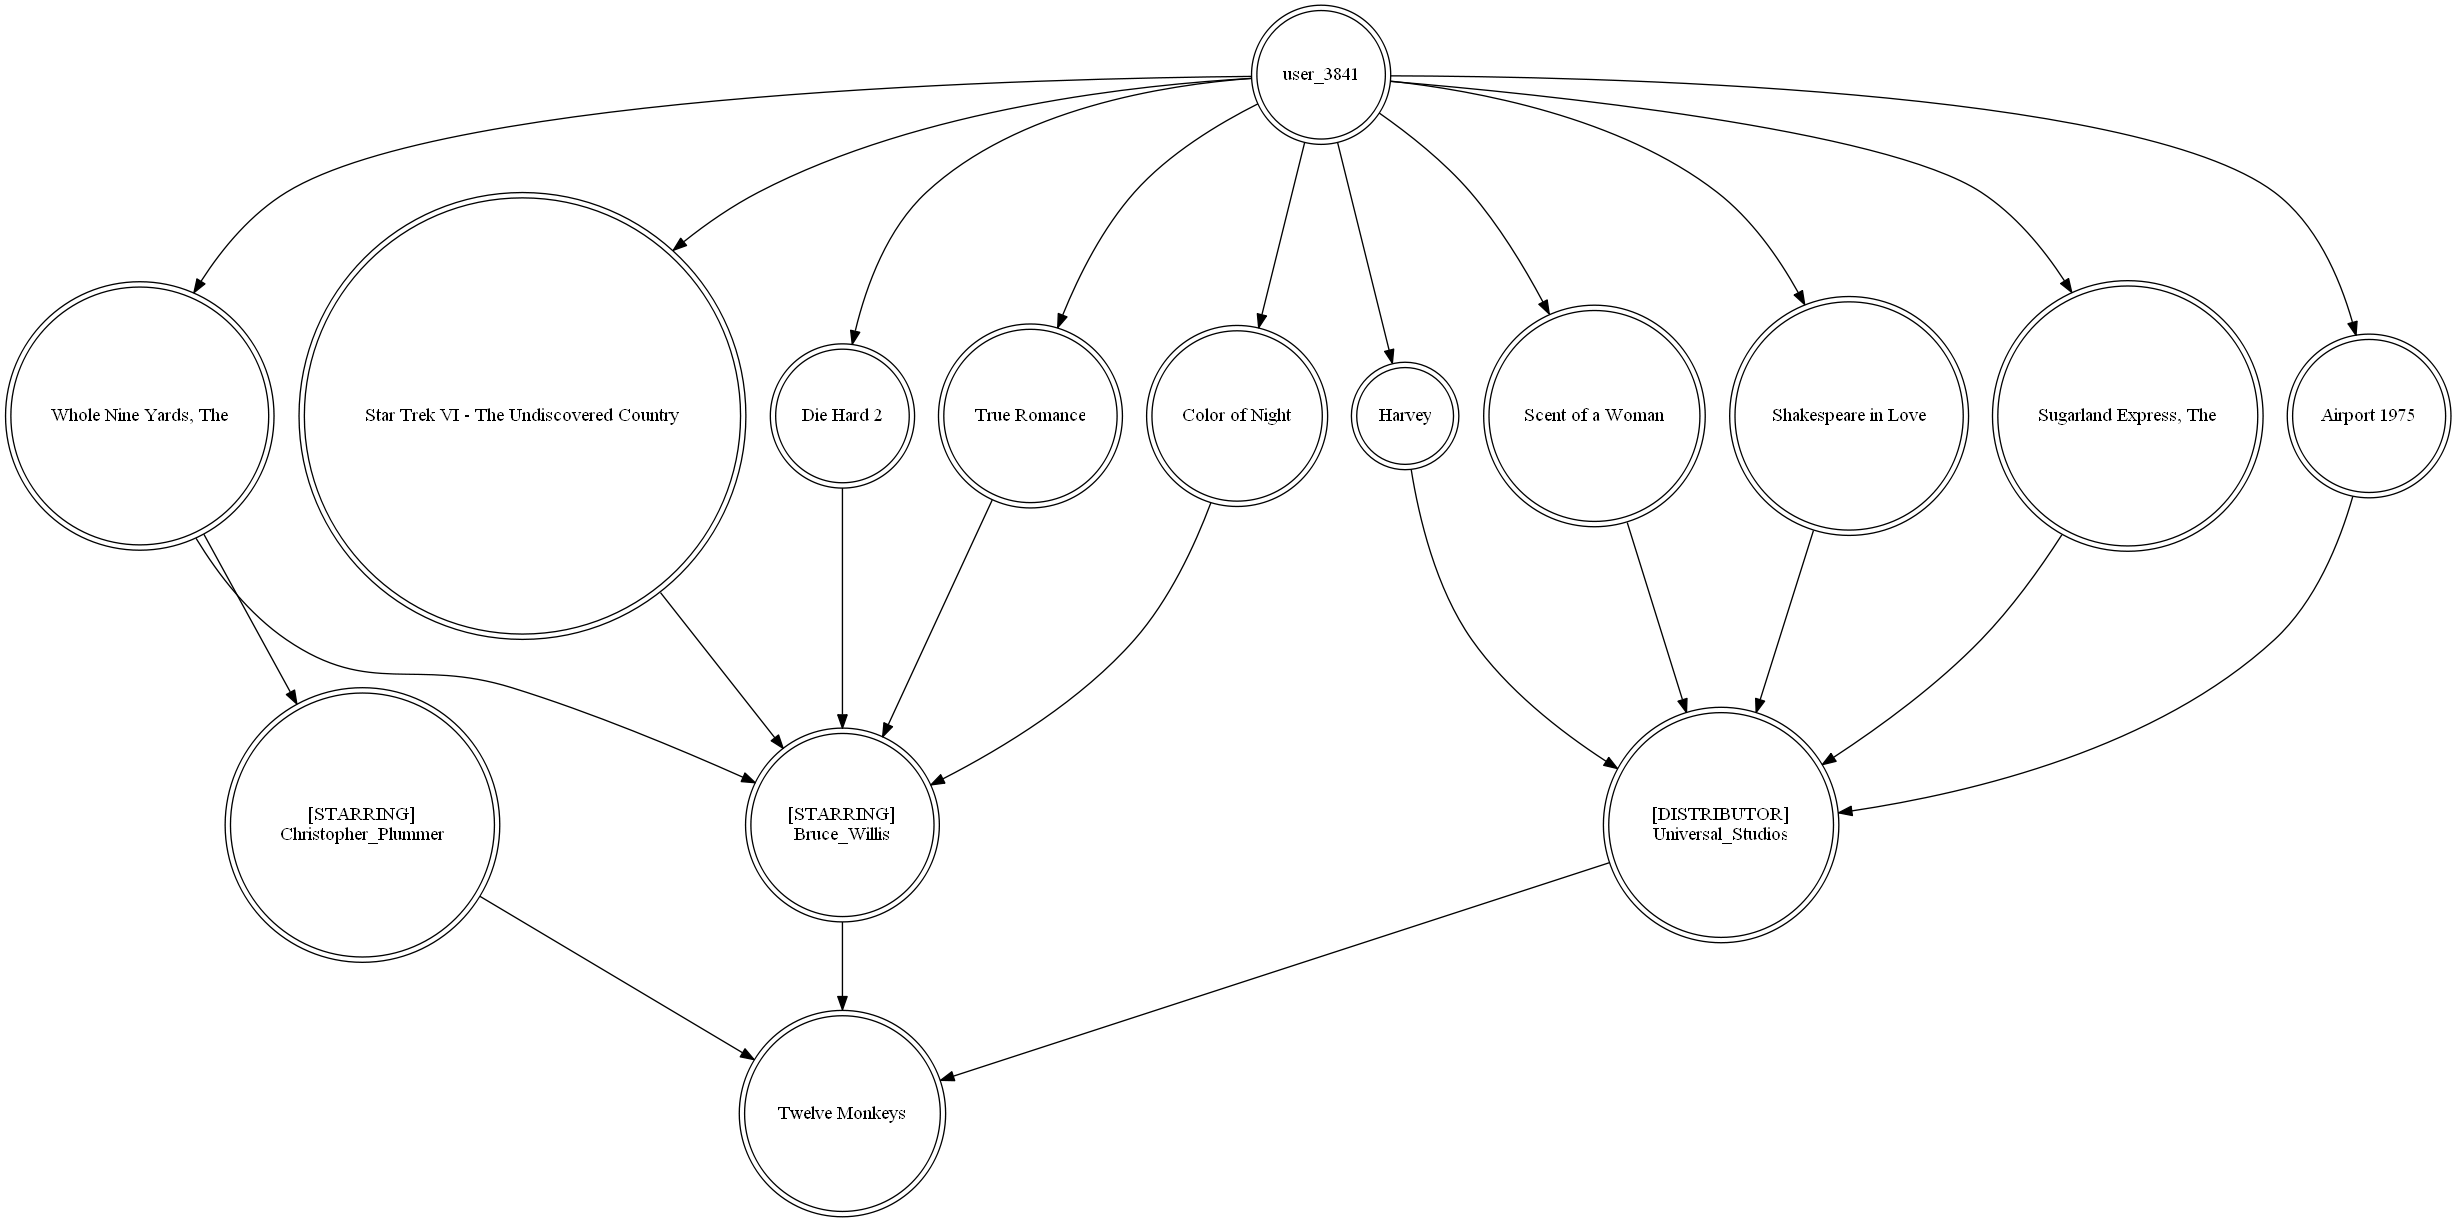 user_3841
Whole Nine Yards, The
Star Trek VI - The Undiscovered Country
Die Hard 2
True Romance
Color of Night
Harvey
Scent of a Woman
Shakespeare in Love
Sugarland Express, The
Airport 1975
[STARRING]
Christopher_Plummer
[STARRING]
Bruce_Willis
[DISTRIBUTOR]
Universal_Studios
Twelve Monkeys